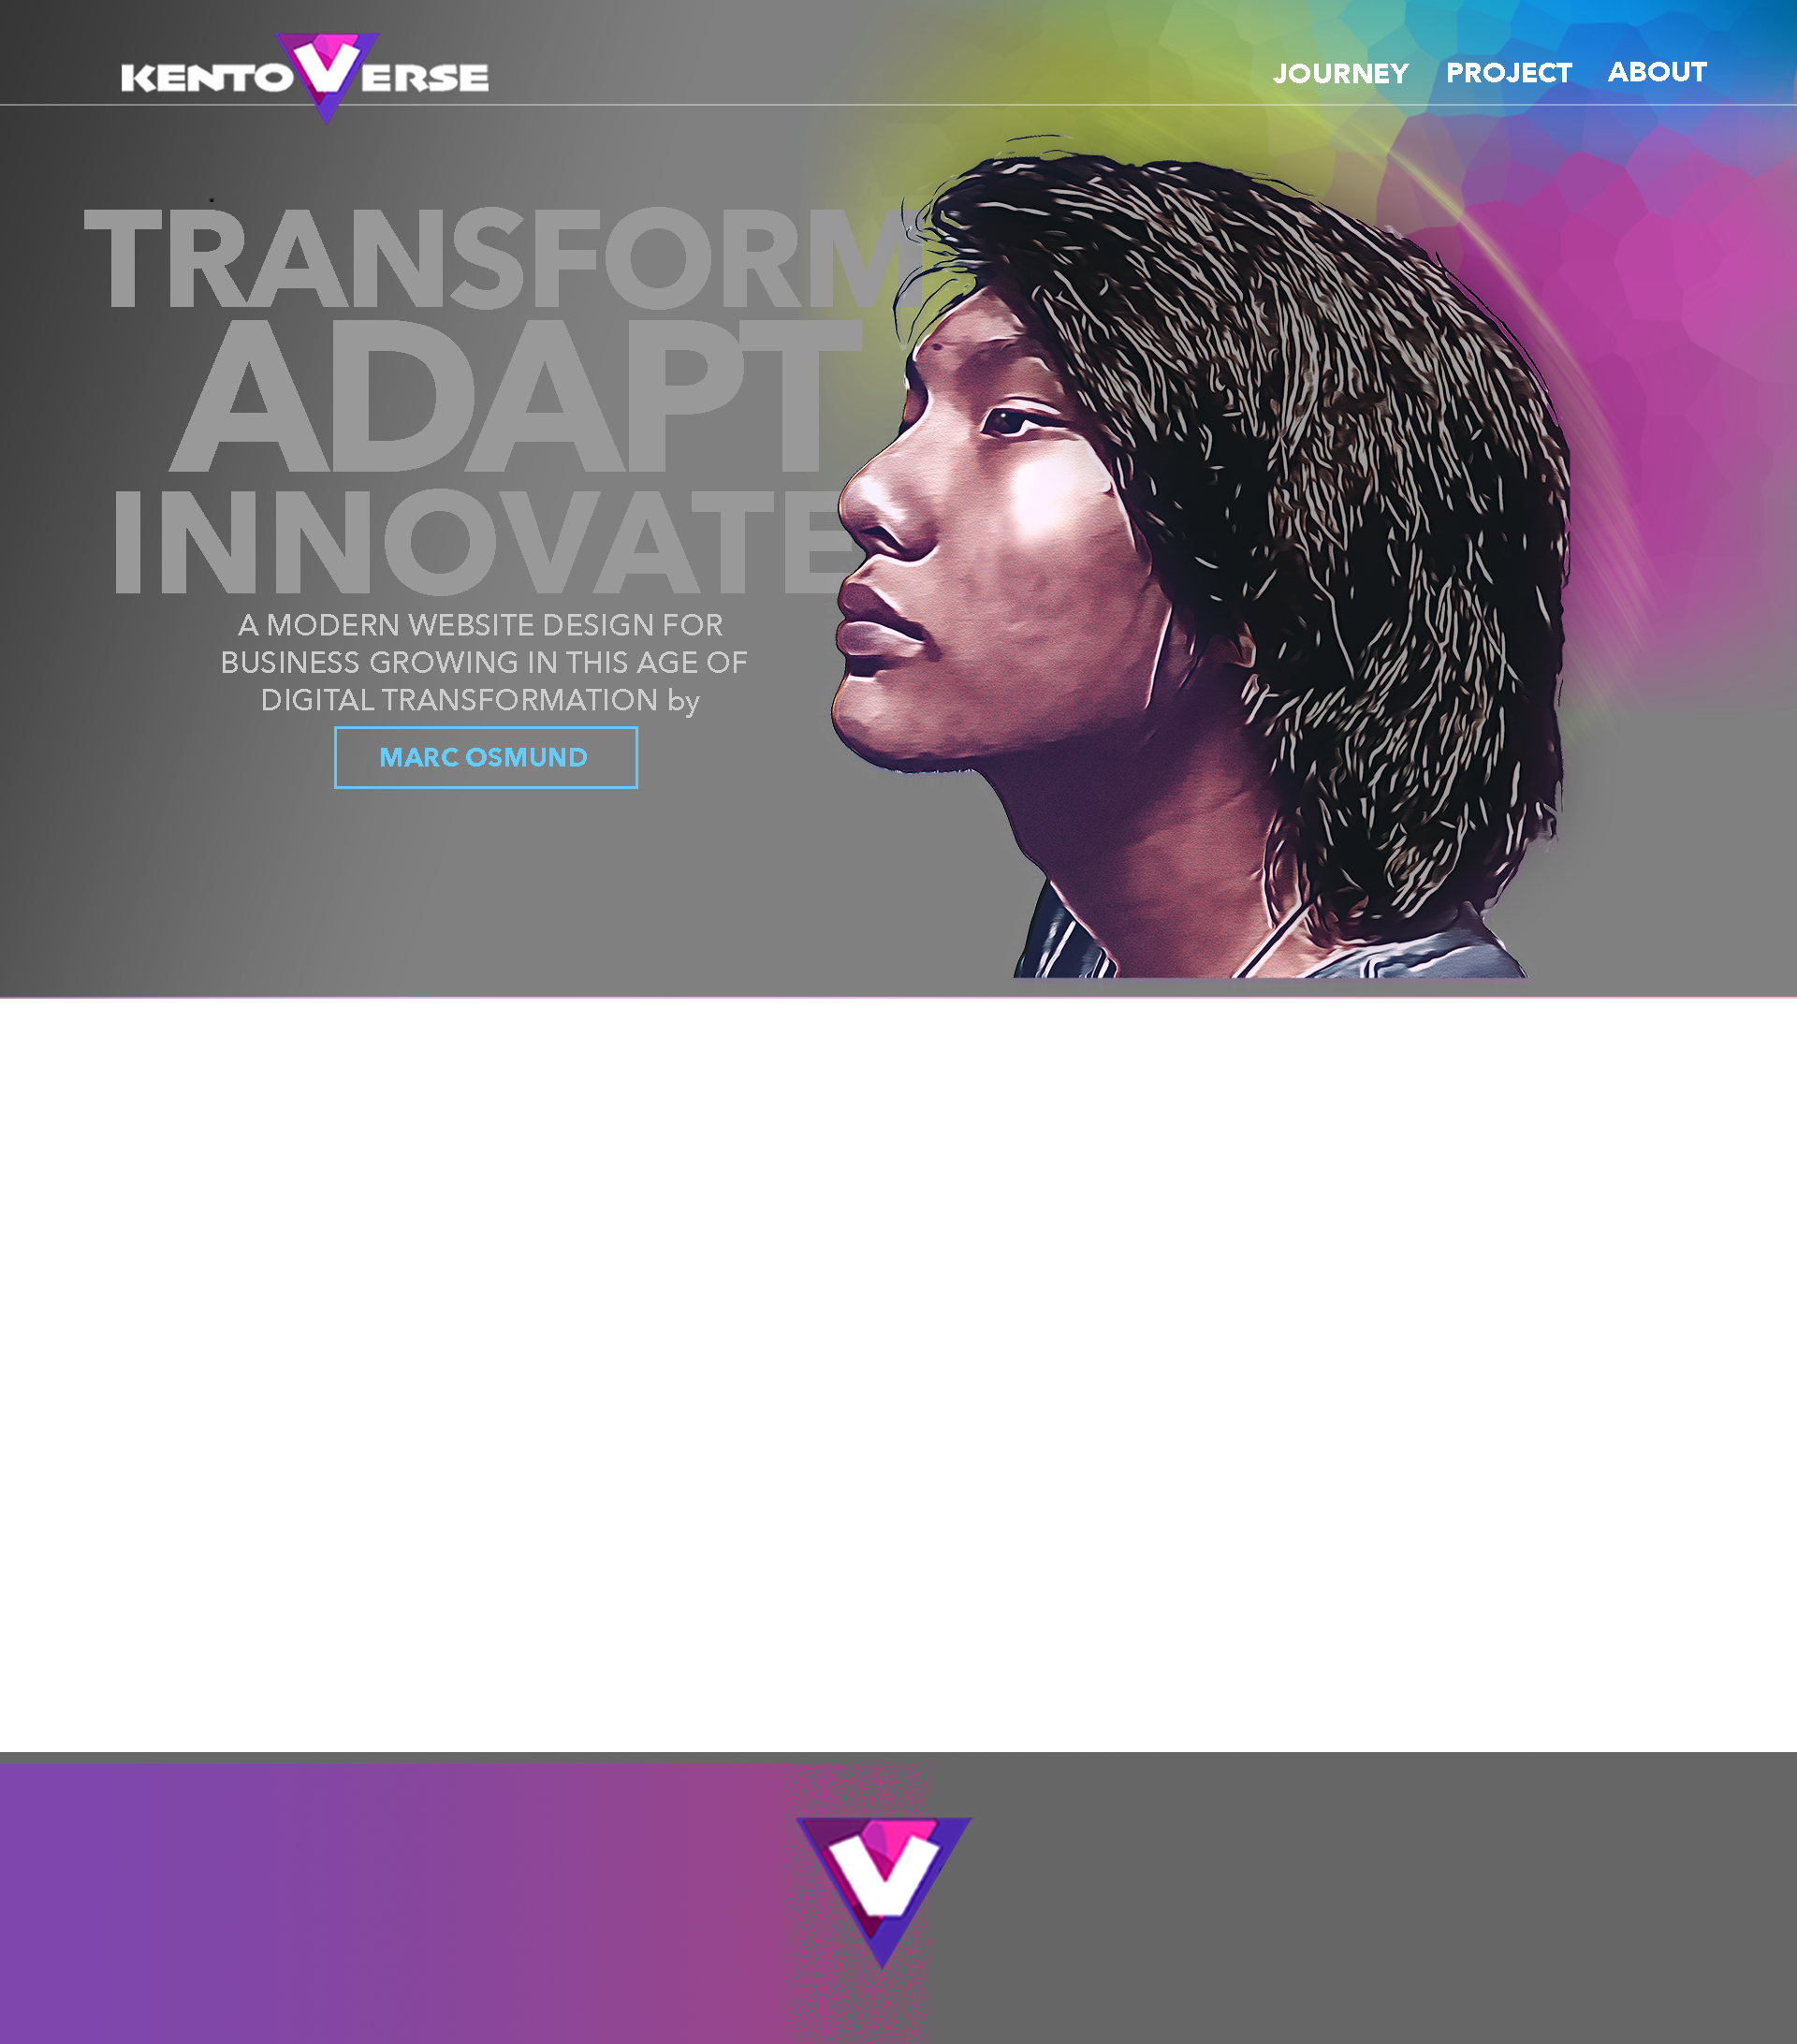 KENTOVERSE
JOURNEY PROJECT ABOUT
TRANSFORM
ADAPT
INNOVATE
A MODERN WEBSITE DESIGN FOR
BUSINESS GROWING IN THIS AGE OF
DIGITAL TRANSFORMATION by
MARC OSMUND
V